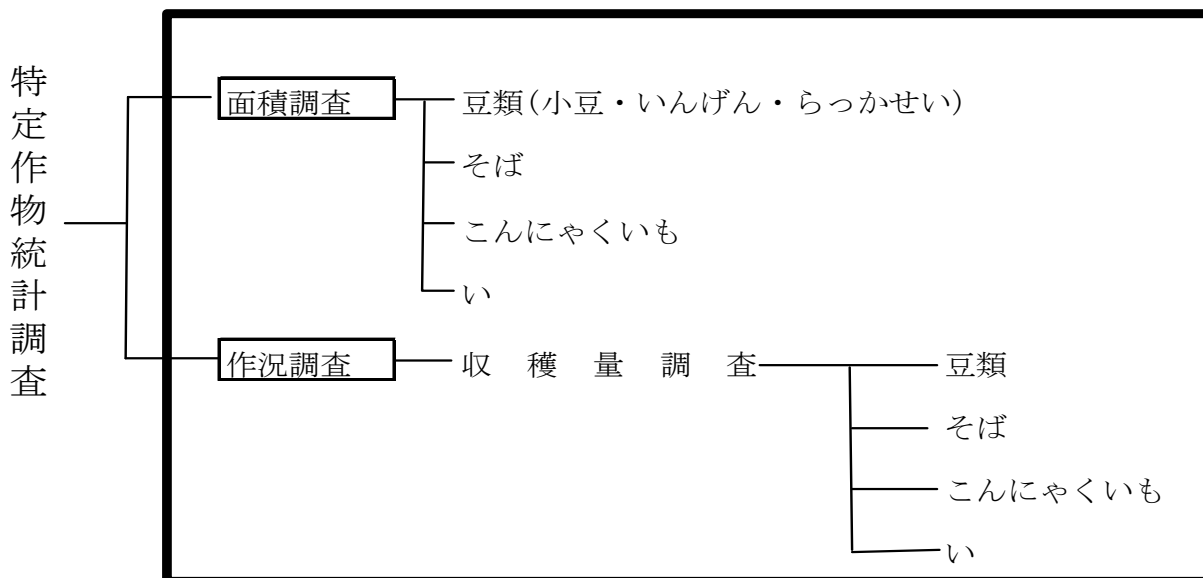 特定作物統計調査
面積調査
豆類(小豆・いんげん・らっかせい)
そば
こんにゃくいも
い
作況調査
収穫量調査
豆類
そば
こんにゃくいも
い